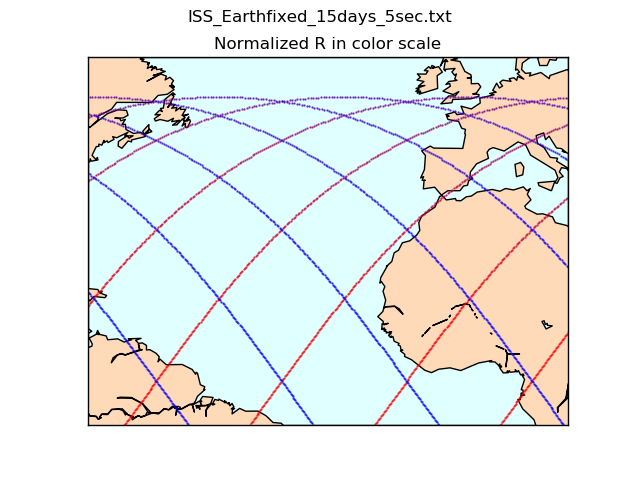 ISS_Earthfixed_15days_5sec.txt
Normalized R in color scale